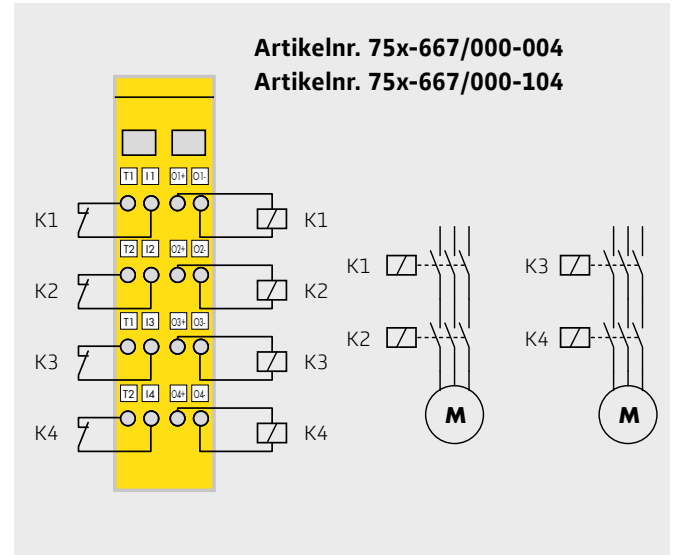 Artikelnr. 75x-667/000-004
Artikelnr. 75x-667/000-104
T1 I1 O1+ O1-
K1 K1
T2 I2 O2+ O2-
K2 K2
T1 I3 O3+ O3-
K3 K3
T2 I4 O4+ O4-
K4 K4
K1 K3
K2 K4
M M